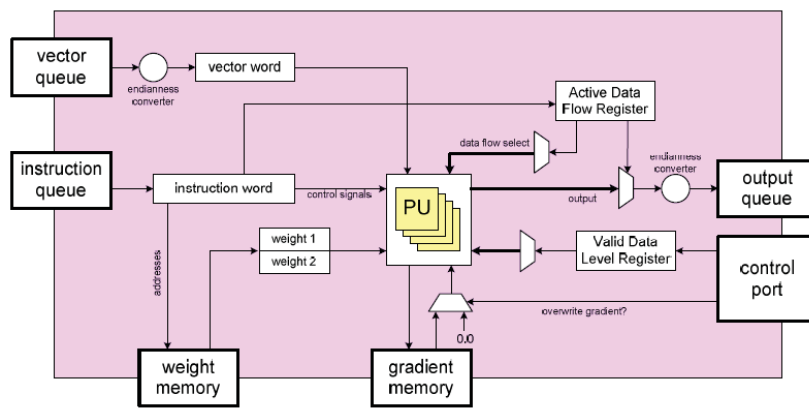 vector
queue
endianness
converter
vector word
Active Data
Flow Register
data flow select
endianness
converter
instruction
queue
instruction word
control signals
PU
output
output
queue
addresses
weight 1
weight 2
Valid Data
Level Register
control
port
overwrite gradient?
0.0
weight
memory
gradient
memory